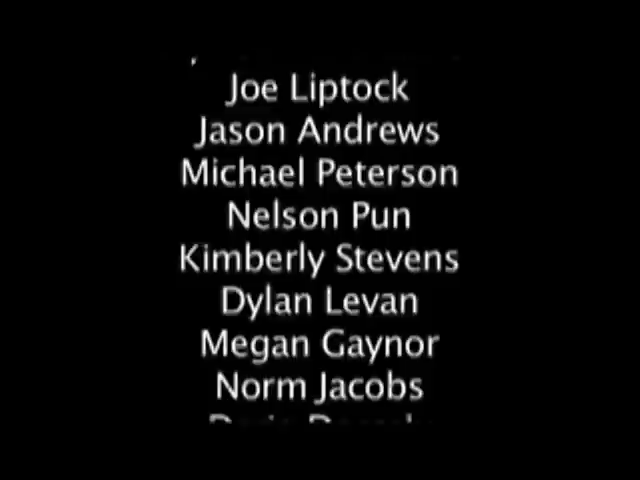 Joe Liptock
Jason Andrews
Michael Peterson
Nelson Pun
Kimberly Stevens
Dylan Levan
Megan Gaynor
Norm Jacobs